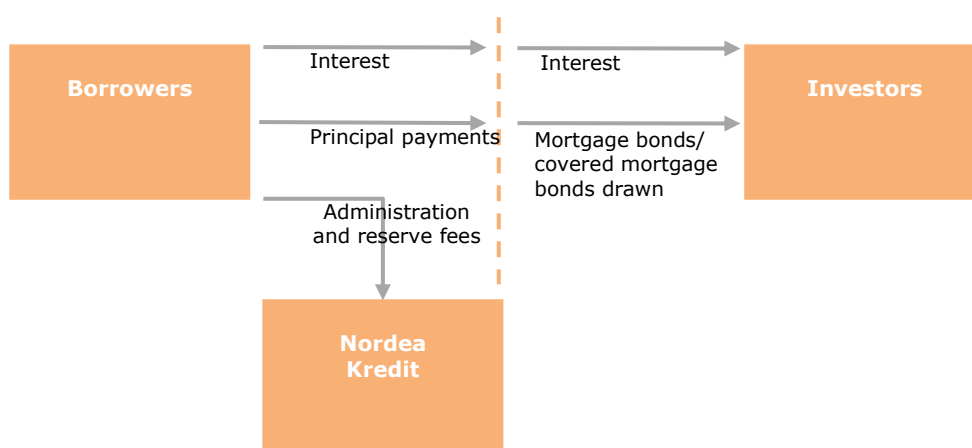 Borrowers
Interest
Principal payments
Administration
and reserve fees
Interest
Mortgage bonds/
covered mortgage
bonds drawn
Investors
Nordea
Kredit